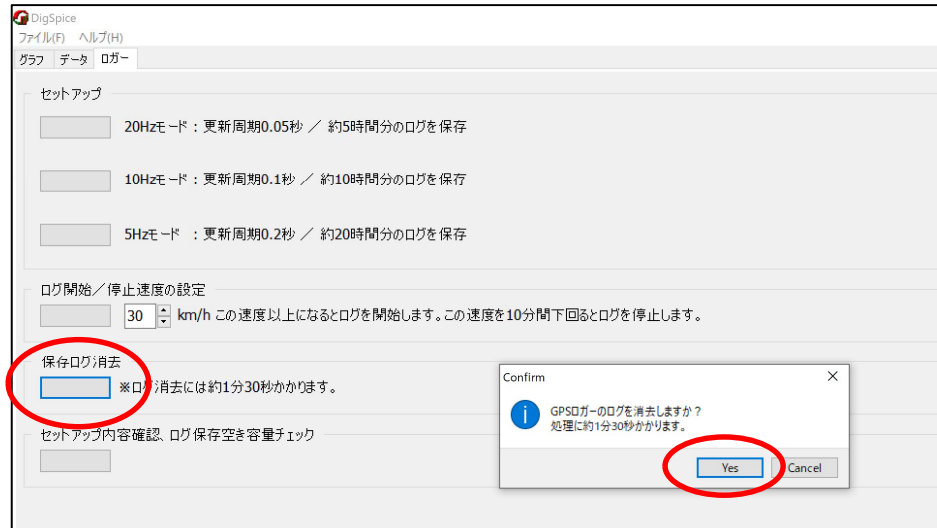 DigSpice
ファイル(F) ヘルプ(H)
グラフ データ ロガー
セットアップ
20Hzモード：更新周期0.05秒 ／ 約5時間分のログを保存
10Hzモード：更新周期0.1秒 ／ 約10時間分のログを保存
5Hzモード ：更新周期0.2秒 ／ 約20時間分のログを保存
ログ開始／停止速度の設定
30 km/h この速度以上になるとログを開始します。この速度を10分間下回るとログを停止します。
保存ログ消去
※ログ消去には約1分30秒かかります。
Confirm
GPSロガーのログを消去しますか？
処理に約1分30秒かかります。
Yes Cancel
セットアップ内容確認、ログ保存空き容量チェック